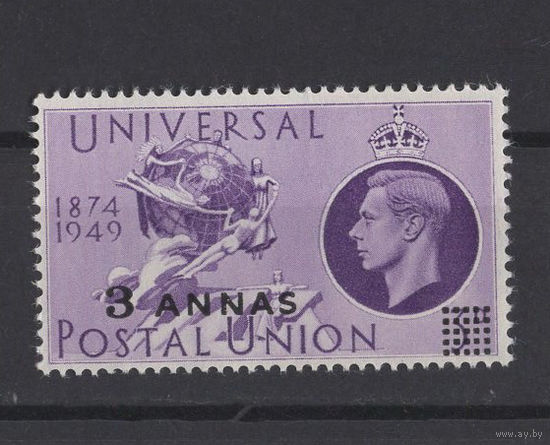 UNIVERSAL
1874
1949
3 ANNAS
POSTAL UNION
www.ay.by